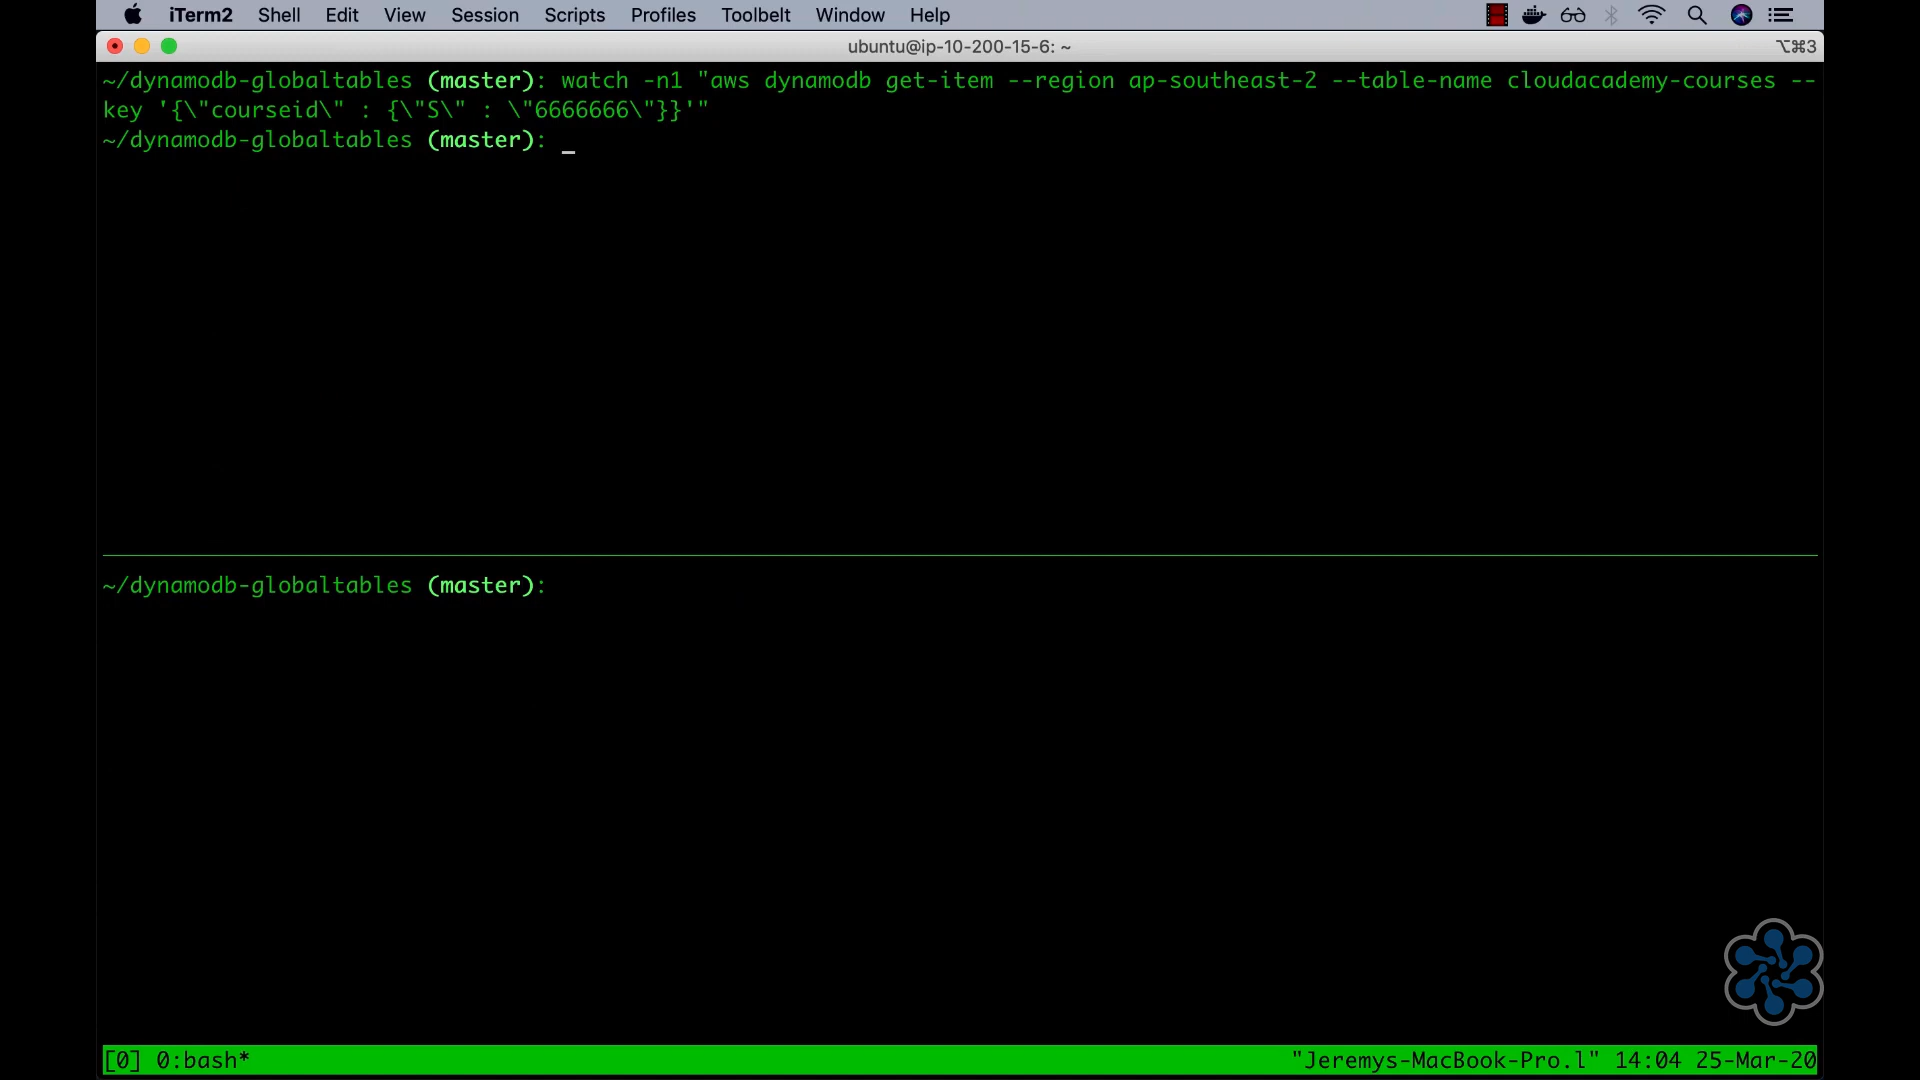 iTerm2 Shell Edit View Session Scripts Profiles Toolbelt Window Help
ubuntu@ip-10-200-15-6: ~ ⌥⌘3
~/dynamodb-globaltables (master): watch -n1 "aws dynamodb get-item --region ap-southeast-2 --table-name cloudacademy-courses --
key '{\"courseid\" : {\"S\" : \"6666666\"}}'"
~/dynamodb-globaltables (master): _
~/dynamodb-globaltables (master):
[0] 0:bash* "Jeremys-MacBook-Pro.l" 14:04 25-Mar-20